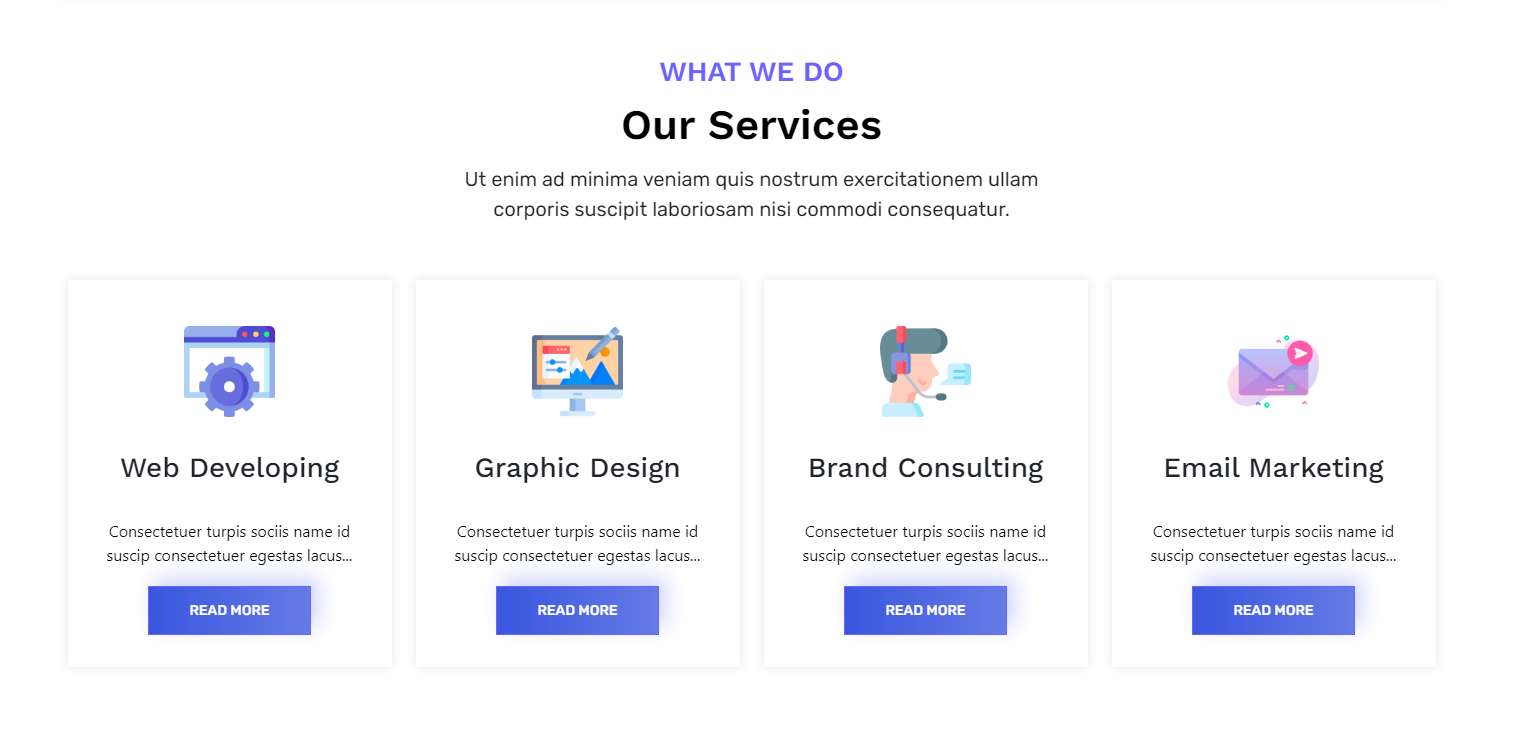 WHAT WE DO
Our Services
Ut enim ad minima veniam quis nostrum exercitationem ullam
corporis suscipit laboriosam nisi commodi consequatur.
Web Developing
Consectetuer turpis sociis name id
suscip consectetuer egestas lacus...
READ MORE
Graphic Design
Consectetuer turpis sociis name id
suscip consectetuer egestas lacus...
READ MORE
Brand Consulting
Consectetuer turpis sociis name id
suscip consectetuer egestas lacus...
READ MORE
Email Marketing
Consectetuer turpis sociis name id
suscip consectetuer egestas lacus...
READ MORE